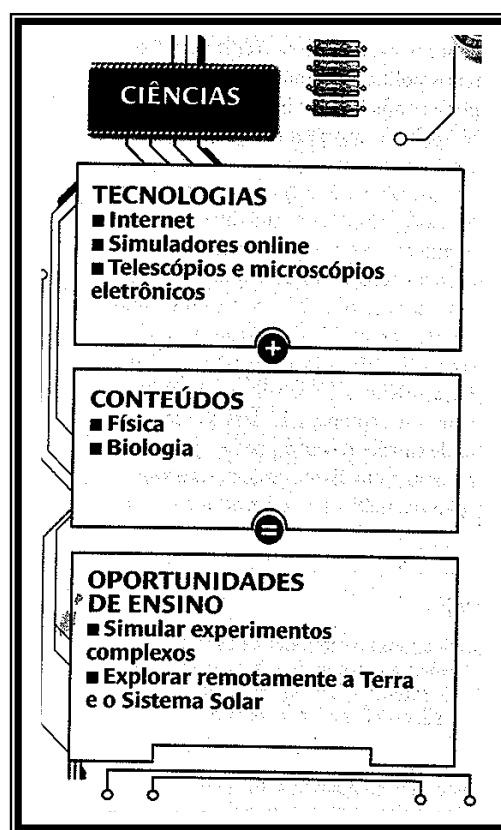 CIÊNCIAS
TECNOLOGIAS
■ Internet
■ Simuladores online
■ Telescópios e microscópios
eletrônicos
+
CONTEÚDOS
■ Física
■ Biologia
=
OPORTUNIDADES
DE ENSINO
■ Simular experimentos
complexos
■ Explorar remotamente a Terra
e o Sistema Solar